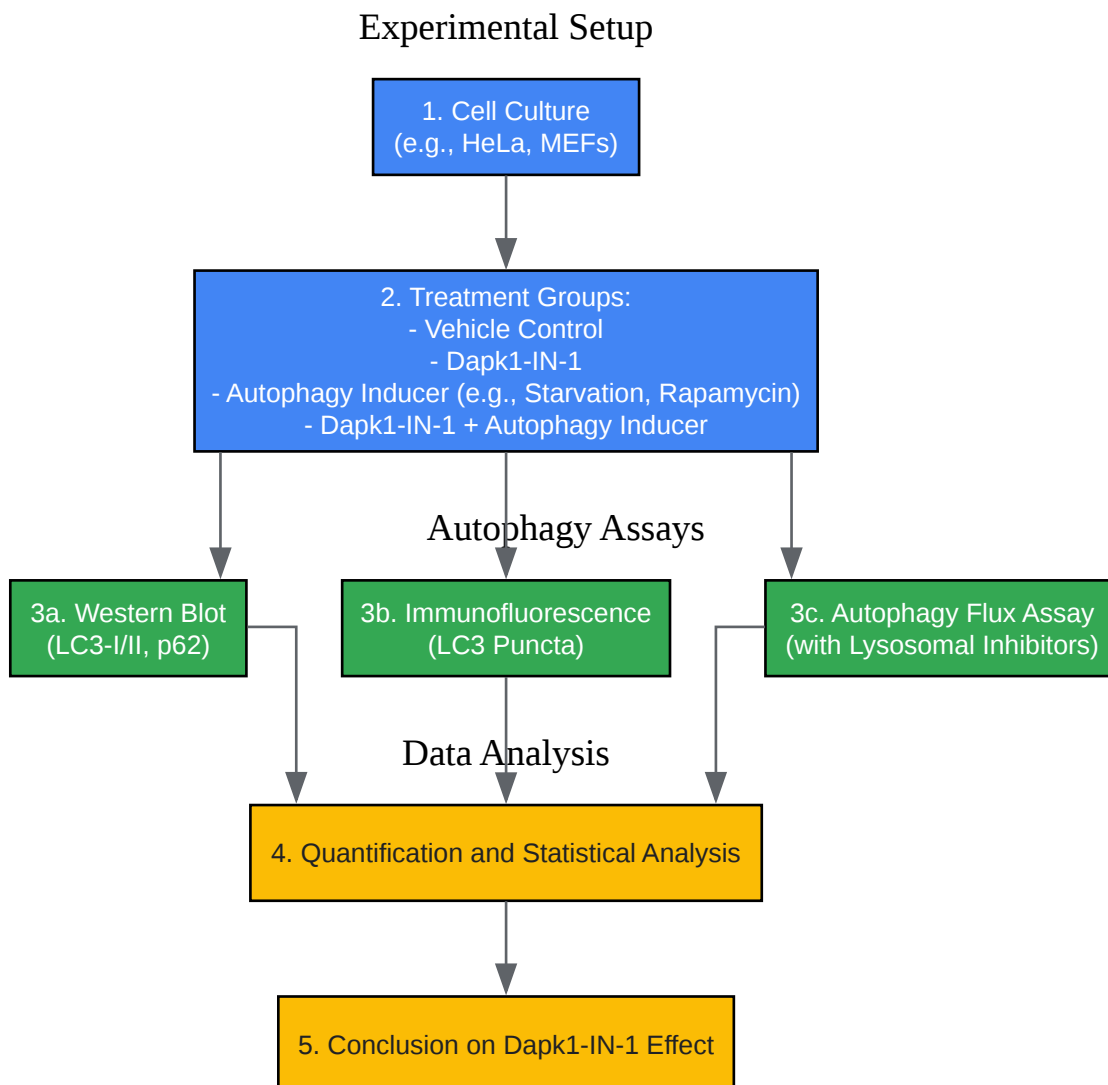 Experimental Setup
1. Cell Culture
(e.g., HeLa, MEFs)
2. Treatment Groups:
- Vehicle Control
- Dapk1-IN-1
- Autophagy Inducer (e.g., Starvation, Rapamycin)
- Dapk1-IN-1 + Autophagy Inducer
Autophagy Assays
3a. Western Blot
(LC3-I/II, p62)
3b. Immunofluorescence
(LC3 Puncta)
3c. Autophagy Flux Assay
(with Lysosomal Inhibitors)
Data Analysis
4. Quantification and Statistical Analysis
5. Conclusion on Dapk1-IN-1 Effect